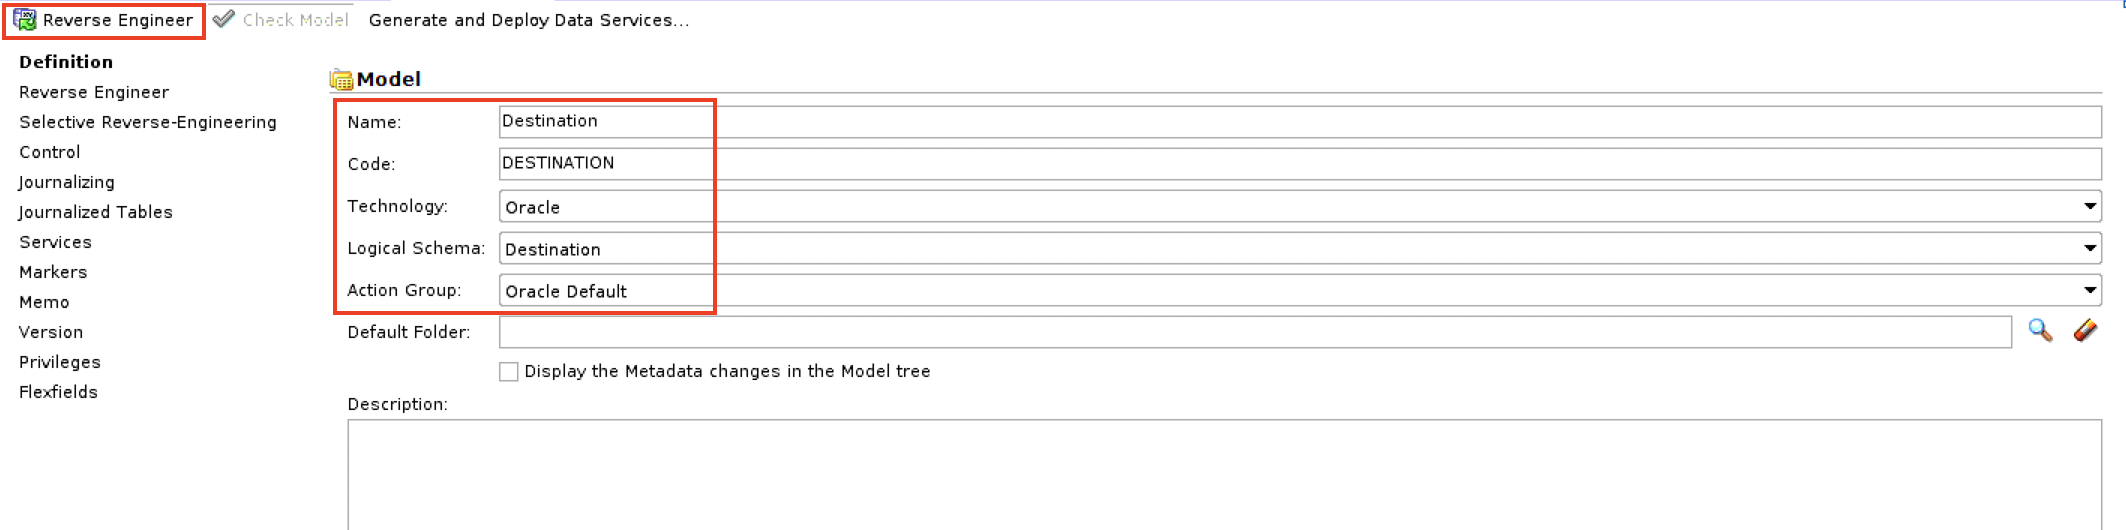 Reverse Engineer Check Model Generate and Deploy Data Services...
Definition
Reverse Engineer
Selective Reverse-Engineering
Control
Journalizing
Journalized Tables
Services
Markers
Memo
Version
Privileges
Flexfields
Model
Name: Destination
Code: DESTINATION
Technology: Oracle
Logical Schema: Destination
Action Group: Oracle Default
Default Folder:
Display the Metadata changes in the Model tree
Description: